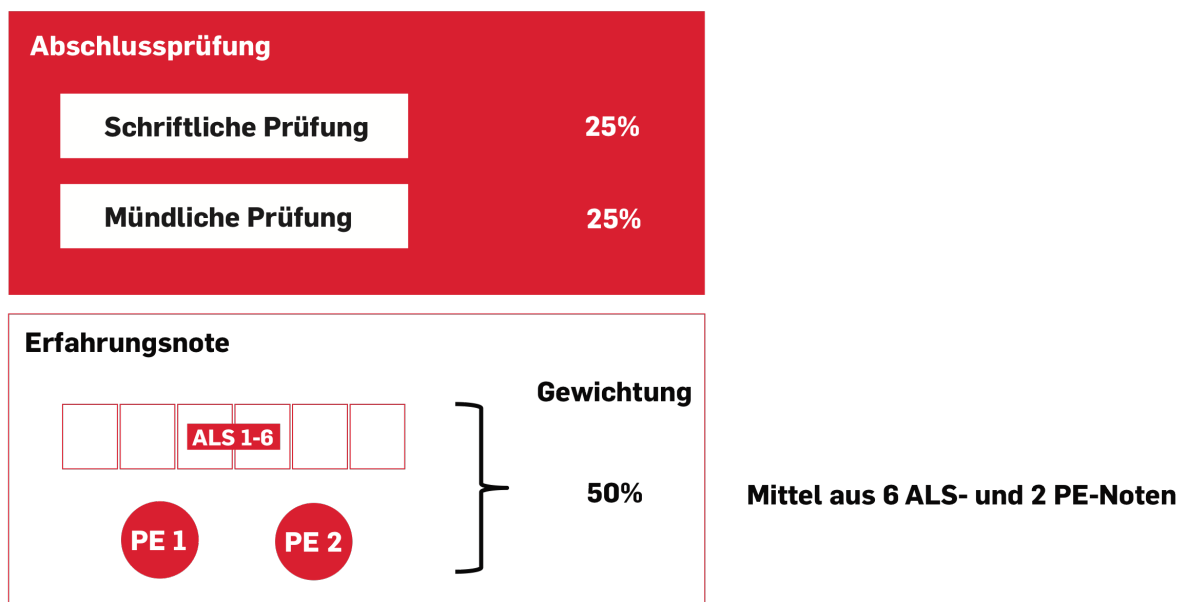 Abschlussprüfung
Schriftliche Prüfung 25%
Mündliche Prüfung 25%
Erfahrungsnote
Gewichtung
ALS 1-6
50% Mittel aus 6 ALS- und 2 PE-Noten
PE 1 PE 2